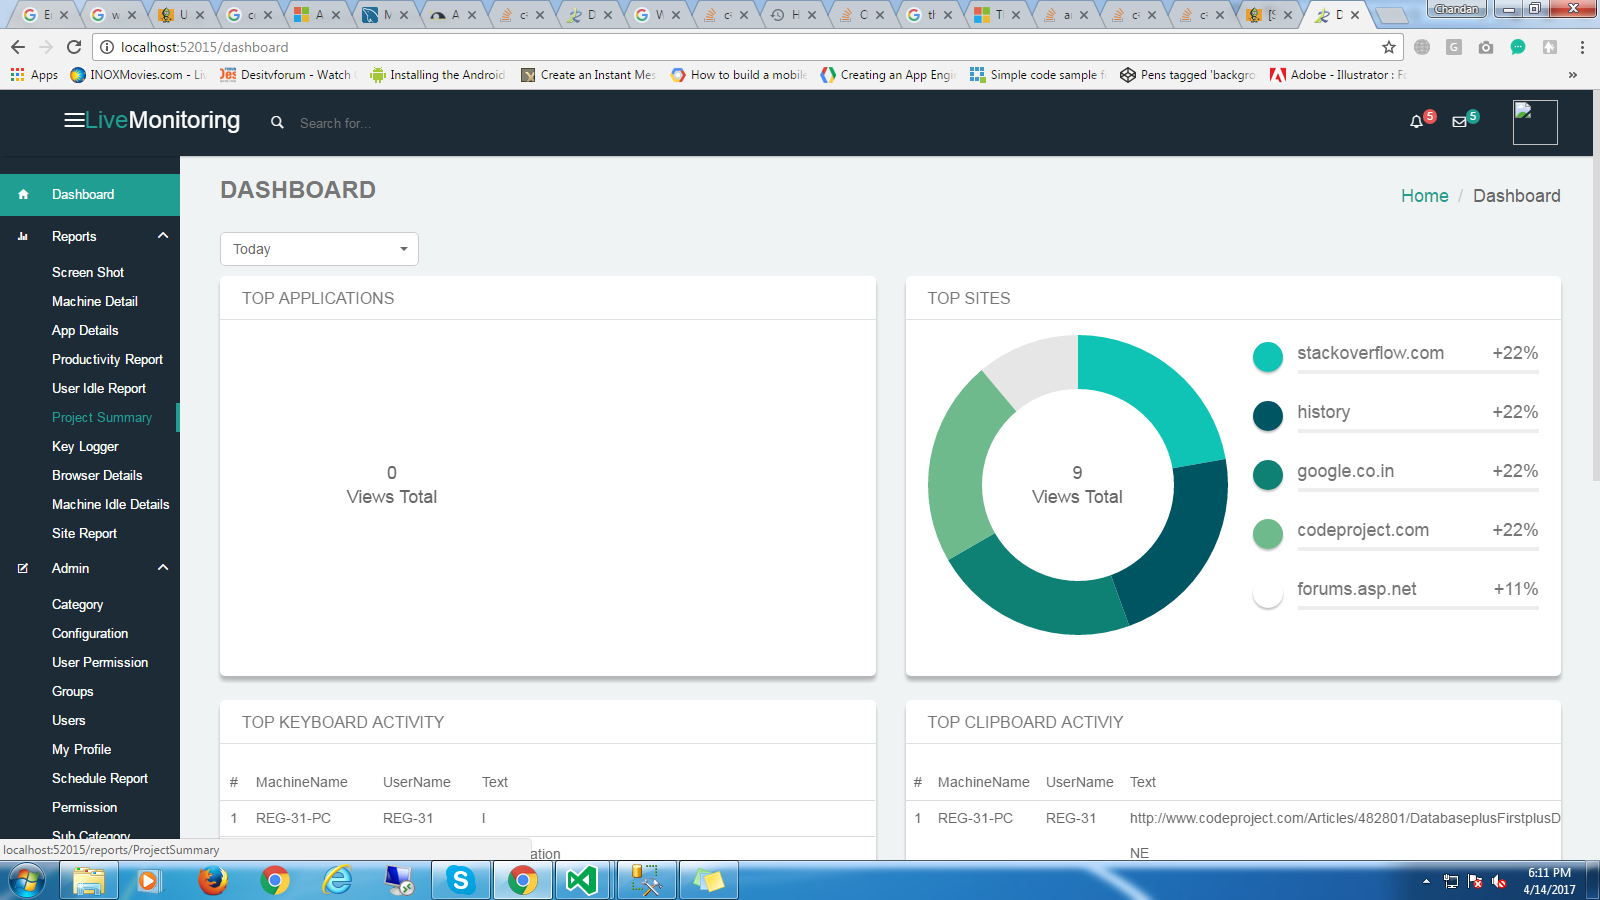 Chandan
localhost:52015/dashboard
Apps
INOXMovies.com - Liv
Desitvforum - Watch
Installing the Android
Create an Instant Mes
How to build a mobile
Creating an App Engi
Simple code sample f
Pens tagged 'backgro
Adobe - Illustrator : Fo
»
LiveMonitoring
Search for...
5
5
Dashboard
Reports
Screen Shot
Machine Detail
App Details
Productivity Report
User Idle Report
Project Summary
Key Logger
Browser Details
Machine Idle Details
Site Report
Admin
Category
Configuration
User Permission
Groups
Users
My Profile
Schedule Report
Permission
Sub Category
DASHBOARD
Home / Dashboard
Today
TOP APPLICATIONS
0
Views Total
TOP SITES
9
Views Total
stackoverflow.com +22%
history +22%
google.co.in +22%
codeproject.com +22%
forums.asp.net +11%
TOP KEYBOARD ACTIVITY
# MachineName UserName Text
1 REG-31-PC REG-31 I
ation
TOP CLIPBOARD ACTIVIY
# MachineName UserName Text
1 REG-31-PC REG-31 http://www.codeproject.com/Articles/482801/DatabaseplusFirstplusD
NE
localhost:52015/reports/ProjectSummary
6:11 PM
4/14/2017